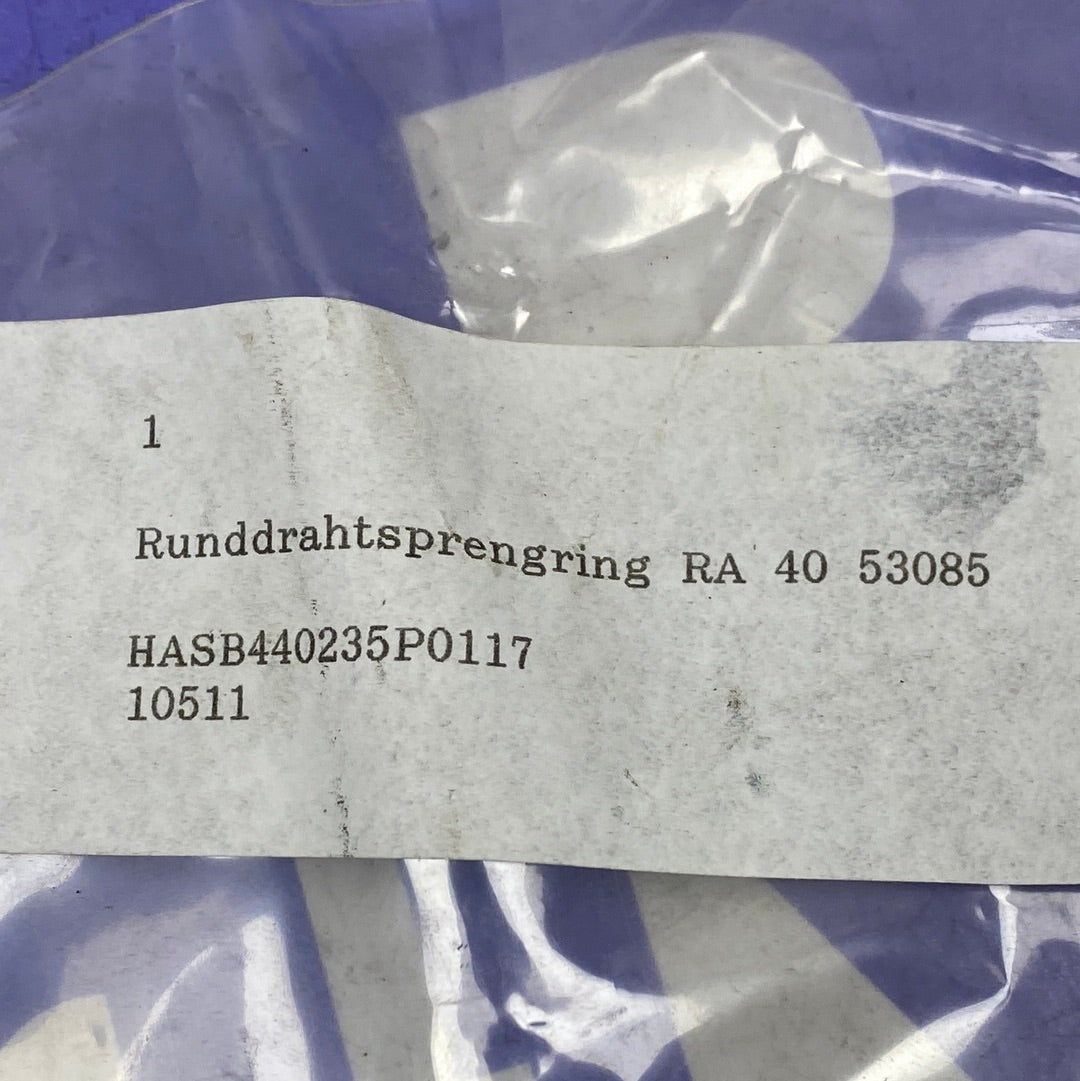 1
Runddrahtsprengring RA 40 53085
HASB440235P0117
10511